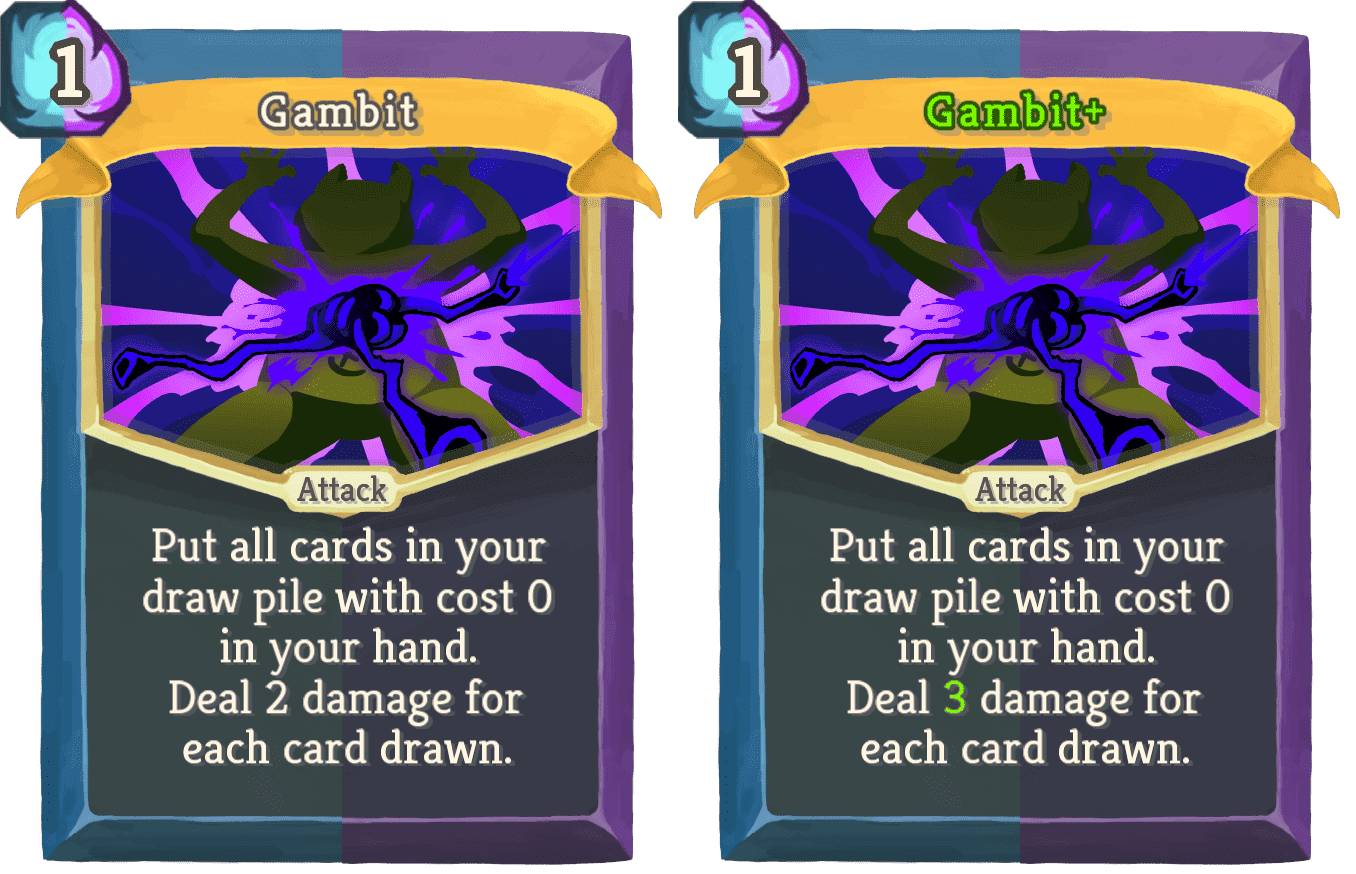 1
Gambit
Attack
Put all cards in your
draw pile with cost 0
in your hand.
Deal 2 damage for
each card drawn.
1
Gambit+
Attack
Put all cards in your
draw pile with cost 0
in your hand.
Deal 3 damage for
each card drawn.